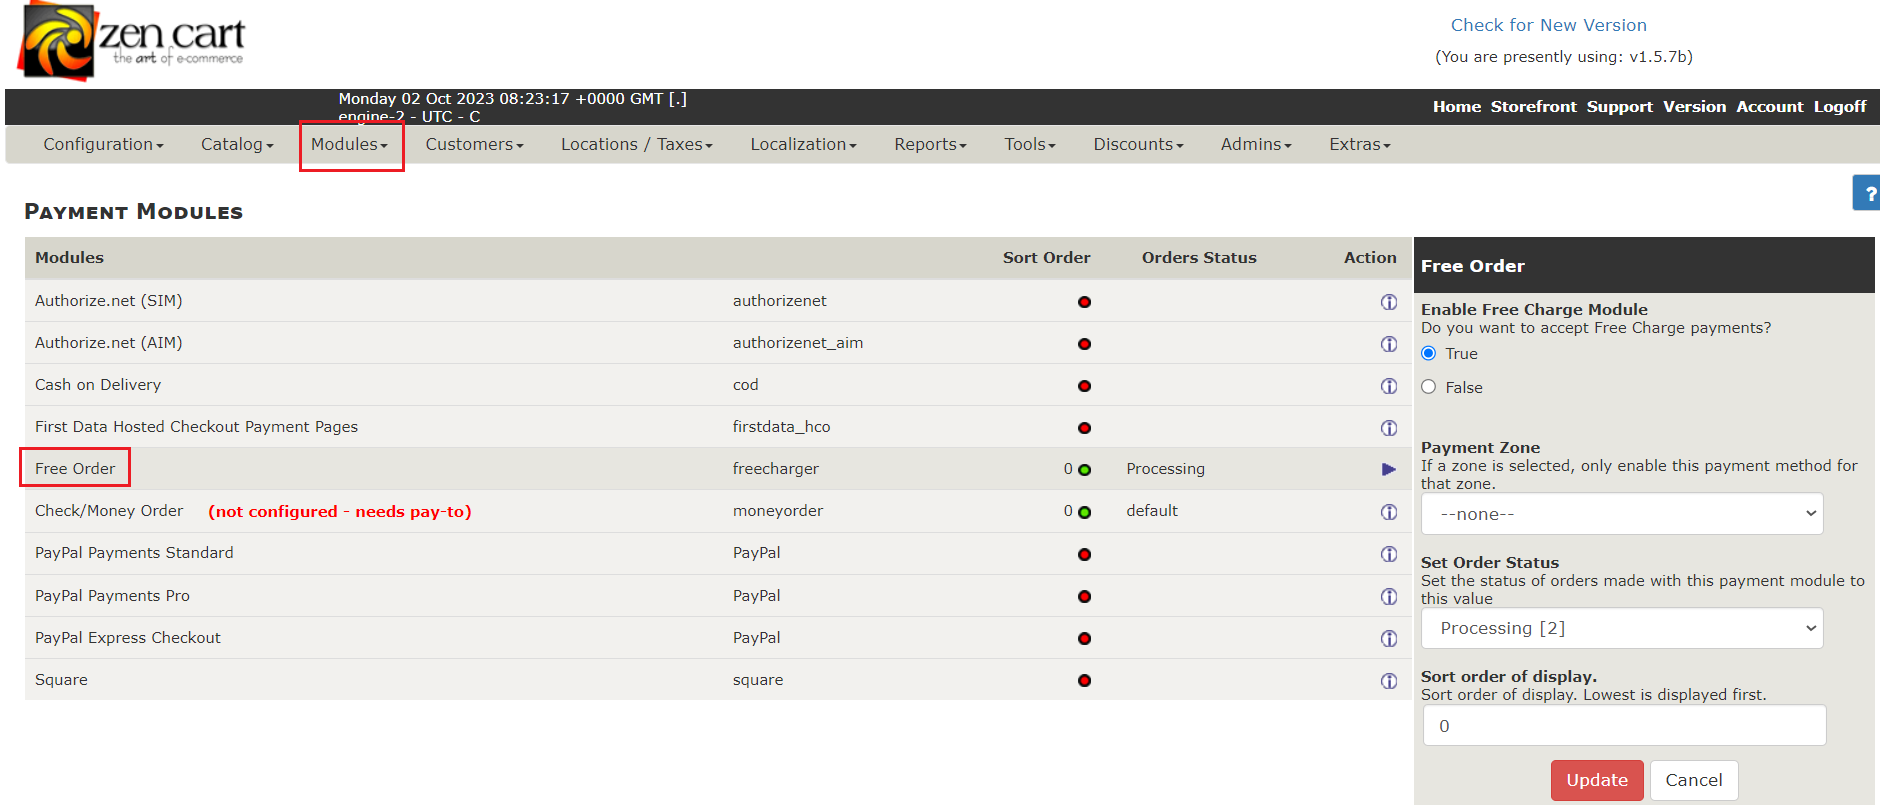 zen cart
the art of e-commerce
Check for New Version
(You are presently using: v1.5.7b)
Monday 02 Oct 2023 08:23:17 +0000 GMT [.]
engine-2 - UTC - C
Home Storefront Support Version Account Logoff
Configuration Catalog Modules Customers Locations / Taxes Localization Reports Tools Discounts Admins Extras
?
Payment Modules
Modules Sort Order Orders Status Action
Authorize.net (SIM) authorizenet
Authorize.net (AIM) authorizenet_aim
Cash on Delivery cod
First Data Hosted Checkout Payment Pages firstdata_hco
Free Order freecharger 0 Processing
Check/Money Order (not configured - needs pay-to) moneyorder 0 default
PayPal Payments Standard PayPal
PayPal Payments Pro PayPal
PayPal Express Checkout PayPal
Square square
Free Order
Enable Free Charge Module
Do you want to accept Free Charge payments?
True
False
Payment Zone
If a zone is selected, only enable this payment method for
that zone.
--none--
Set Order Status
Set the status of orders made with this payment module to
this value
Processing [2]
Sort order of display.
Sort order of display. Lowest is displayed first.
0
Update Cancel